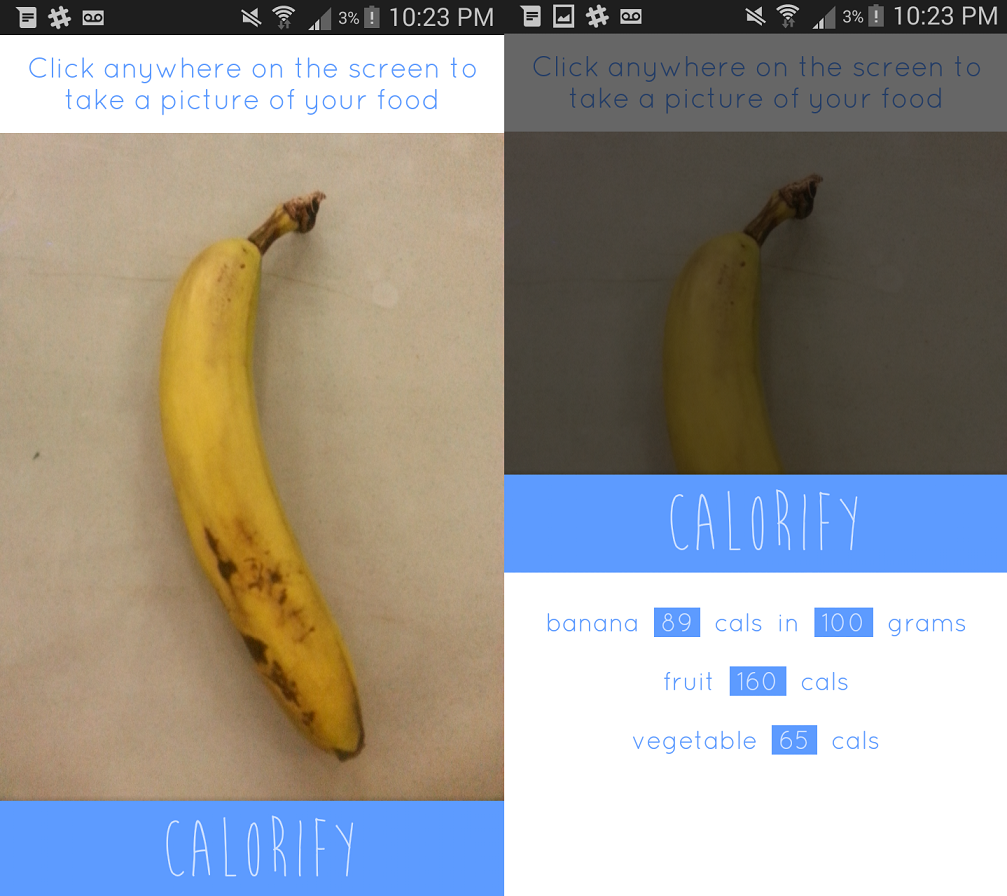 3% 10:23 PM
Click anywhere on the screen to
take a picture of your food
CALORIFY
3% 10:23 PM
Click anywhere on the screen to
take a picture of your food
CALORIFY
banana 89 cals in 100 grams
fruit 160 cals
vegetable 65 cals